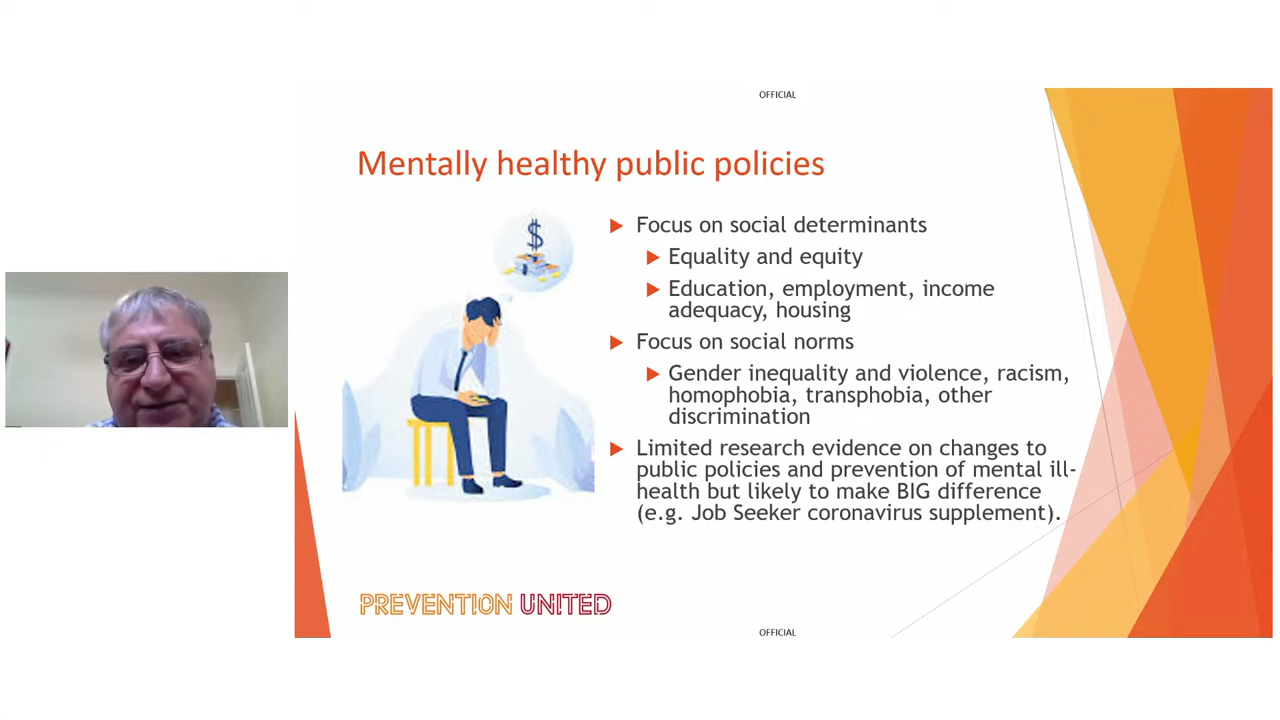 OFFICIAL
Mentally healthy public policies
$
Focus on social determinants
Equality and equity
Education, employment, income
adequacy, housing
Focus on social norms
Gender inequality and violence, racism,
homophobia, transphobia, other
discrimination
Limited research evidence on changes to
public policies and prevention of mental ill-
health but likely to make BIG difference
(e.g. Job Seeker coronavirus supplement).
PREVENTION UNITED
OFFICIAL